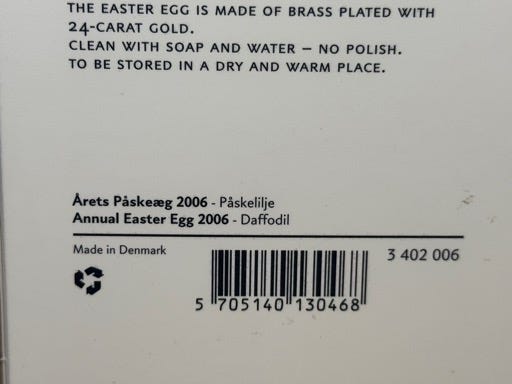 THE EASTER EGG IS MADE OF BRASS PLATED WITH
24-CARAT GOLD.
CLEAN WITH SOAP AND WATER – NO POLISH.
TO BE STORED IN A DRY AND WARM PLACE.
Årets Påskeæg 2006 - Påskelilje
Annual Easter Egg 2006 - Daffodil
Made in Denmark
3 402 006
5 705140 130468